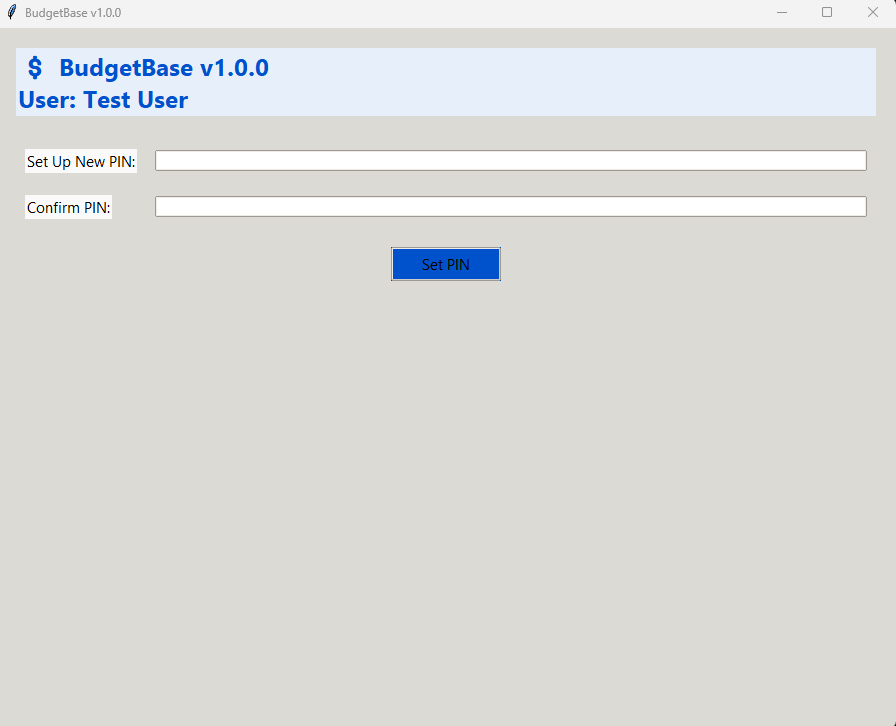 BudgetBase v1.0.0
$ BudgetBase v1.0.0
User: Test User
Set Up New PIN:
Confirm PIN:
Set PIN